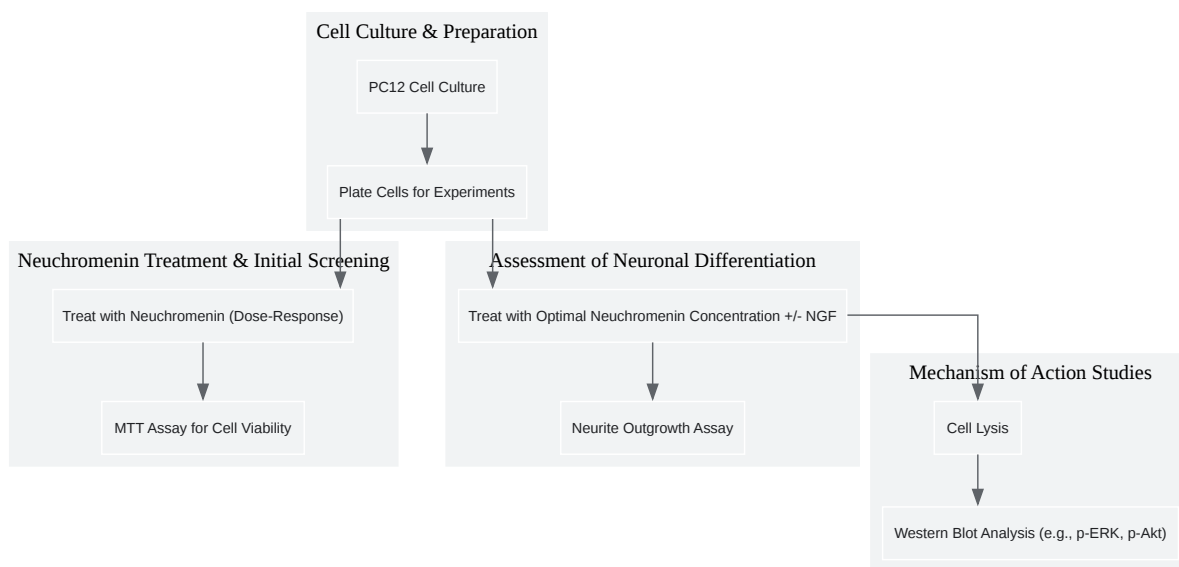 Cell Culture & Preparation
PC12 Cell Culture
Plate Cells for Experiments
Neuchromenin Treatment & Initial Screening
Treat with Neuchromenin (Dose-Response)
MTT Assay for Cell Viability
Assessment of Neuronal Differentiation
Treat with Optimal Neuchromenin Concentration +/- NGF
Neurite Outgrowth Assay
Mechanism of Action Studies
Cell Lysis
Western Blot Analysis (e.g., p-ERK, p-Akt)